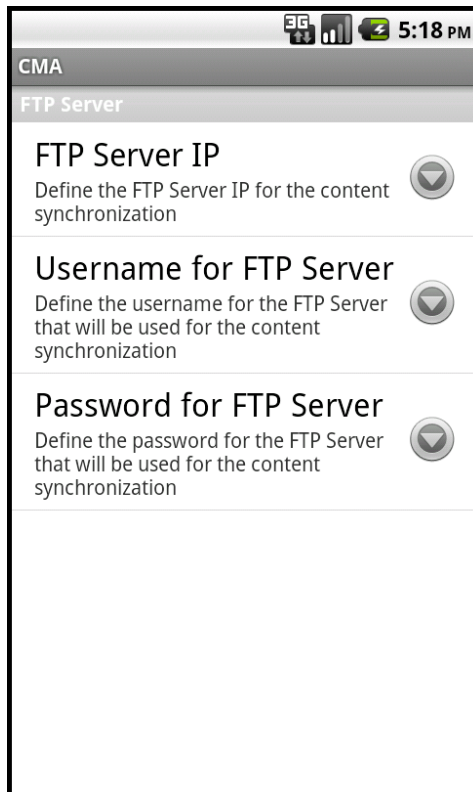 3G 5:18 PM
CMA
FTP Server
FTP Server IP
Define the FTP Server IP for the content
synchronization
Username for FTP Server
Define the username for the FTP Server
that will be used for the content
synchronization
Password for FTP Server
Define the password for the FTP Server
that will be used for the content
synchronization